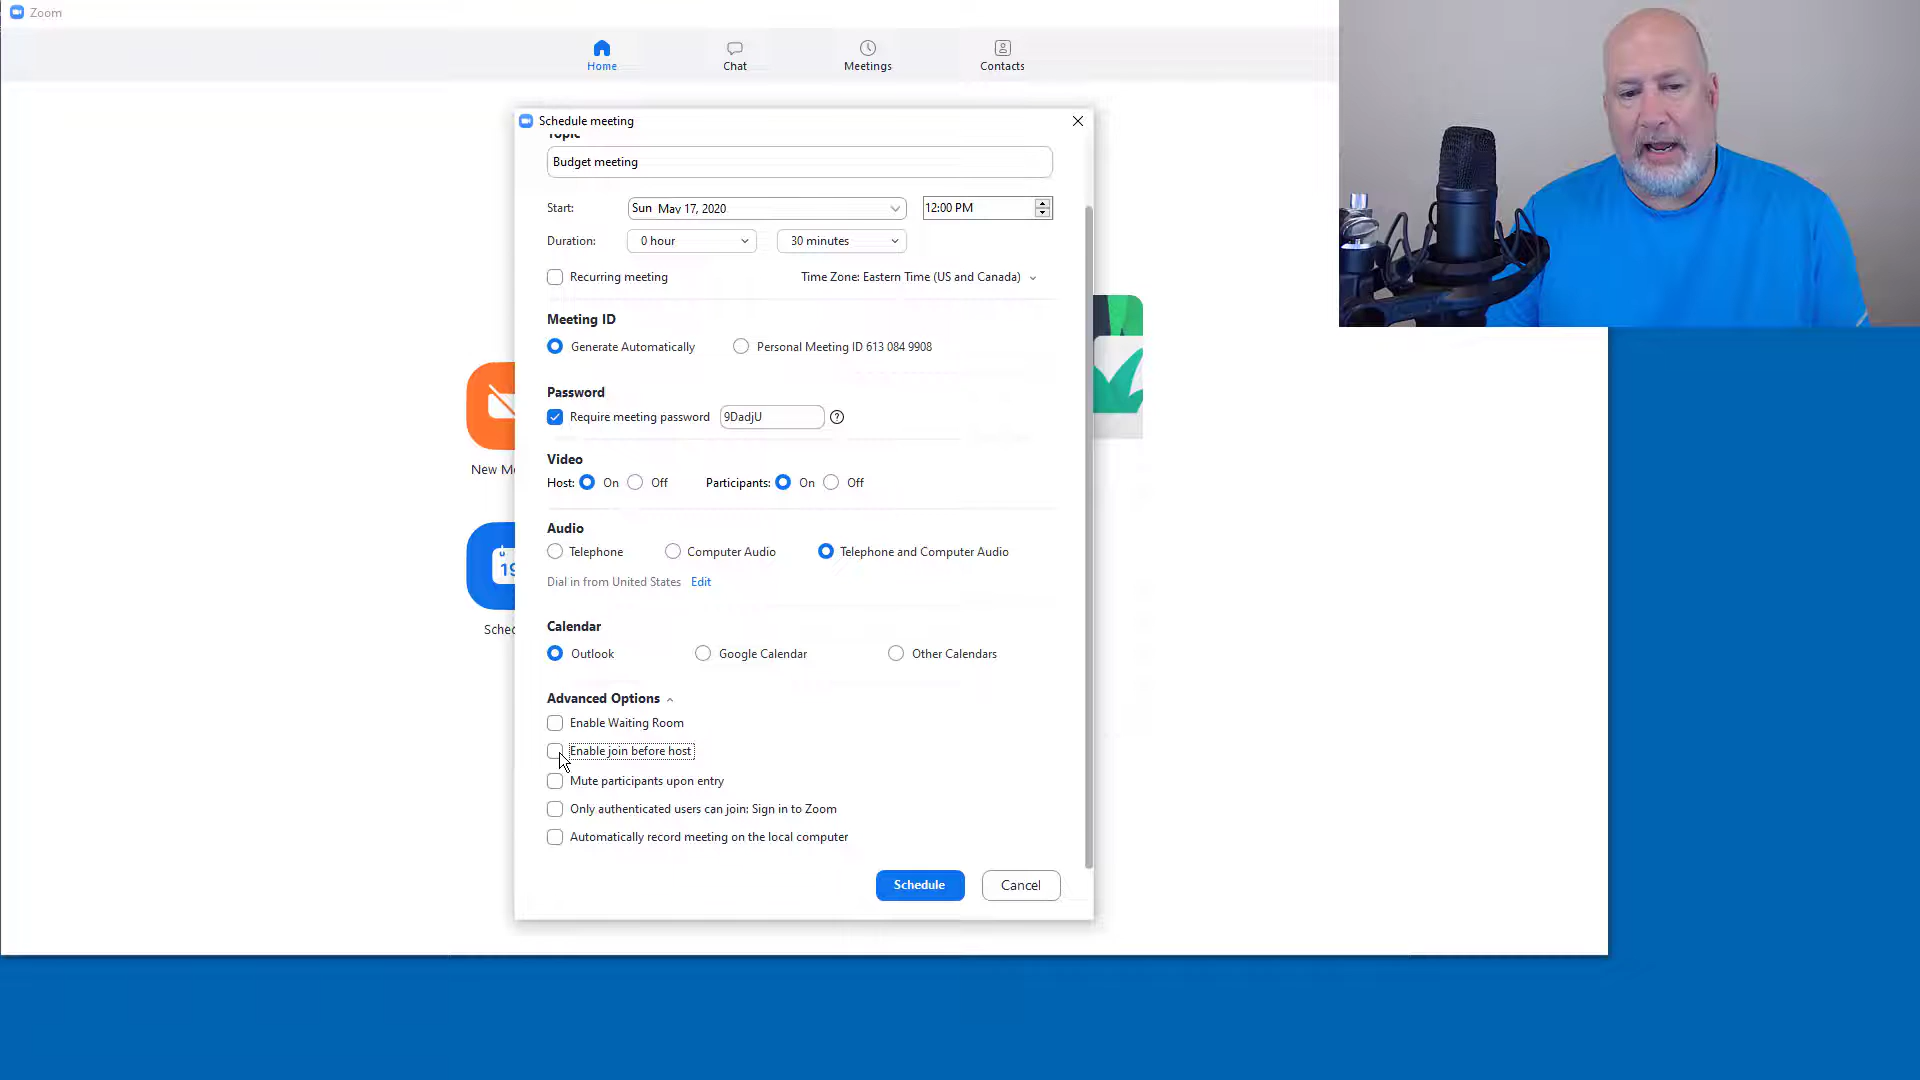 Zoom
Home Chat Meetings Contacts
Schedule meeting
Topic
Budget meeting
Start: Sun May 17, 2020 12:00 PM
Duration: 0 hour 30 minutes
Recurring meeting Time Zone: Eastern Time (US and Canada)
Meeting ID
Generate Automatically Personal Meeting ID 613 084 9908
Password
Require meeting password 9DadjU ?
Video
New M
Host: On Off Participants: On Off
Audio
Telephone Computer Audio Telephone and Computer Audio
19
Dial in from United States Edit
Calendar
Sched
Outlook Google Calendar Other Calendars
Advanced Options
Enable Waiting Room
Enable join before host
Mute participants upon entry
Only authenticated users can join: Sign in to Zoom
Automatically record meeting on the local computer
Schedule Cancel